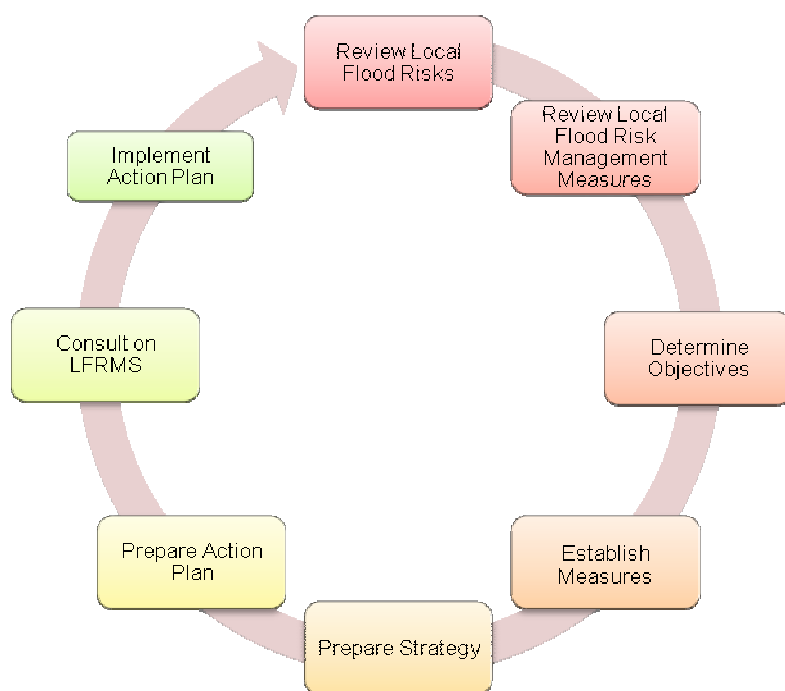 Review Local
Flood Risks
Review Local
Flood Risk
Management
Measures
Determine
Objectives
Establish
Measures
Prepare Strategy
Prepare Action
Plan
Consult on
LFRMS
Implement
Action Plan